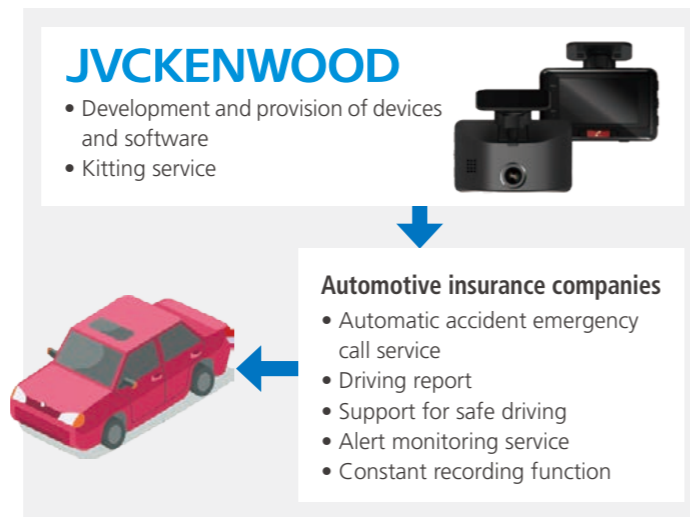 JVCKENWOOD
• Development and provision of devices
and software
• Kitting service
Automotive insurance companies
• Automatic accident emergency
call service
• Driving report
• Support for safe driving
• Alert monitoring service
• Constant recording function